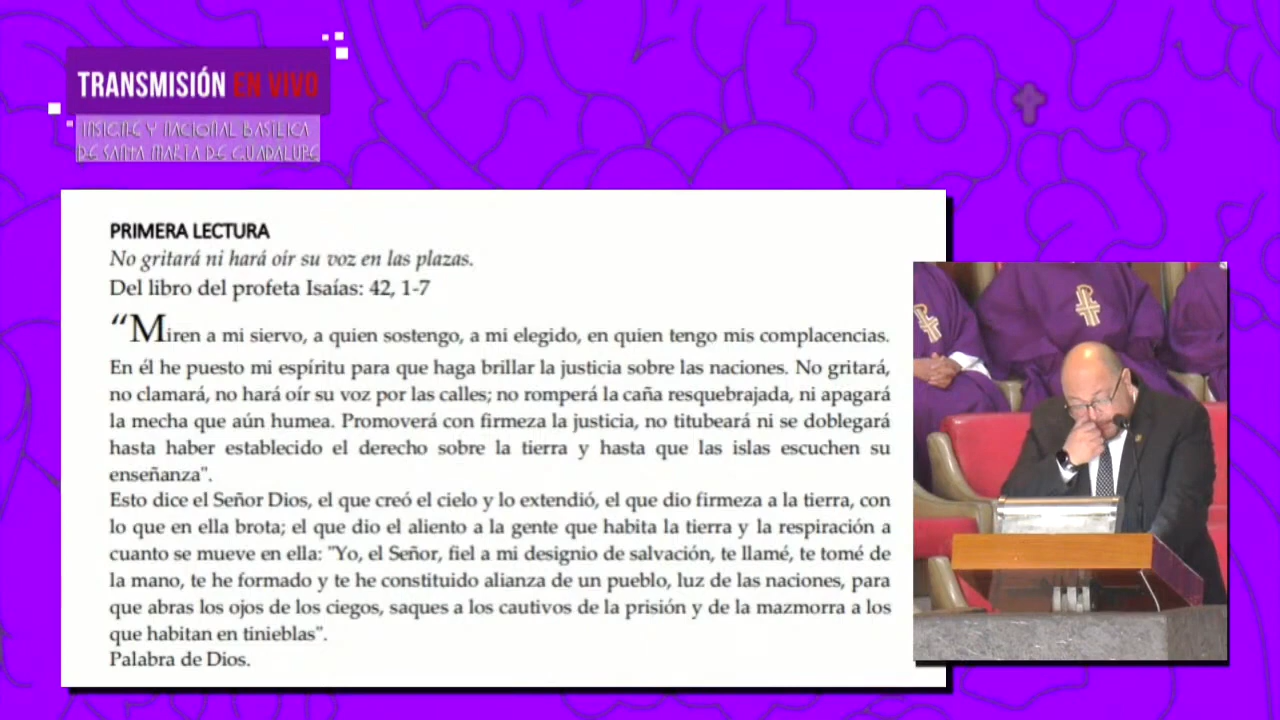 TRANSMISIÓN EN VIVO
INSIGNE Y NACIONAL BASÍLICA
DE SANTA MARÍA DE GUADALUPE
PRIMERA LECTURA
No gritará ni hará oír su voz en las plazas.
Del libro del profeta Isaías: 42, 1-7
“Miren a mi siervo, a quien sostengo, a mi elegido, en quien tengo mis complacencias.
En él he puesto mi espíritu para que haga brillar la justicia sobre las naciones. No gritará,
no clamará, no hará oír su voz por las calles; no romperá la caña resquebrajada, ni apagará
la mecha que aún humea. Promoverá con firmeza la justicia, no titubeará ni se doblegará
hasta haber establecido el derecho sobre la tierra y hasta que las islas escuchen su
enseñanza".
Esto dice el Señor Dios, el que creó el cielo y lo extendió, el que dio firmeza a la tierra, con
lo que en ella brota; el que dio el aliento a la gente que habita la tierra y la respiración a
cuanto se mueve en ella: "Yo, el Señor, fiel a mi designio de salvación, te llamé, te tomé de
la mano, te he formado y te he constituido alianza de un pueblo, luz de las naciones, para
que abras los ojos de los ciegos, saques a los cautivos de la prisión y de la mazmorra a los
que habitan en tinieblas".
Palabra de Dios.